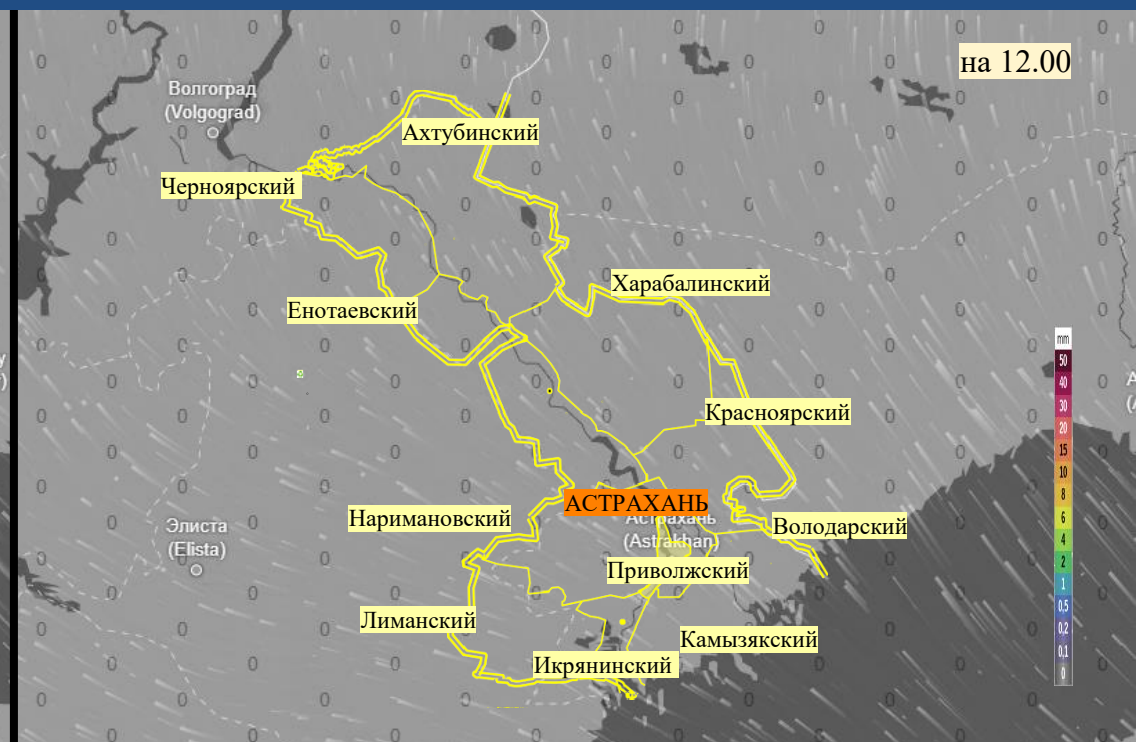 на 12.00
Волгоград
(Volgograd)
Ахтубинский
Черноярский
Харабалинский
Енотаевский
mm
50
40
30
20
15
10
8
6
4
2
1
0,5
0,2
0,1
0
Красноярский
АСТРАХАНЬ
Астрахань
(Astrakhan)
Наримановский
Элиста
(Elista)
Володарский
Приволжский
Лиманский
Камызякский
Икрянинский